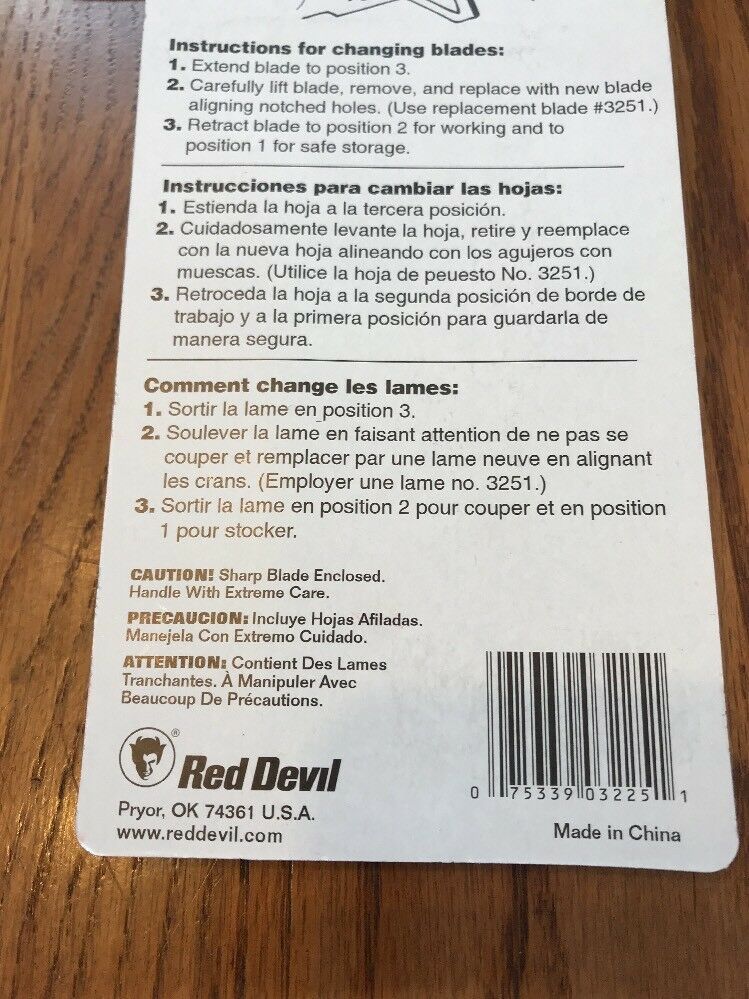 Instructions for changing blades:
1. Extend blade to position 3.
2. Carefully lift blade, remove, and replace with new blade
aligning notched holes. (Use replacement blade #3251.)
3. Retract blade to position 2 for working and to
position 1 for safe storage.
Instrucciones para cambiar las hojas:
1. Estienda la hoja a la tercera posición.
2. Cuidadosamente levante la hoja, retire y reemplace
con la nueva hoja alineando con los agujeros con
muescas. (Utilice la hoja de peuesto No. 3251.)
3. Retroceda la hoja a la segunda posición de borde de
trabajo y a la primera posición para guardarla de
manera segura.
Comment change les lames:
1. Sortir la lame en position 3.
2. Soulever la lame en faisant attention de ne pas se
couper et remplacer par une lame neuve en alignant
les crans. (Employer une lame no. 3251.)
3. Sortir la lame en position 2 pour couper et en position
1 pour stocker.
CAUTION! Sharp Blade Enclosed.
Handle With Extreme Care.
PRECAUCION: Incluye Hojas Afiladas.
Manejela Con Extremo Cuidado.
ATTENTION: Contient Des Lames
Tranchantes. À Manipuler Avec
Beaucoup De Précautions.
® Red Devil
Pryor, OK 74361 U.S.A.
www.reddevil.com
0 75339 03225 1
Made in China